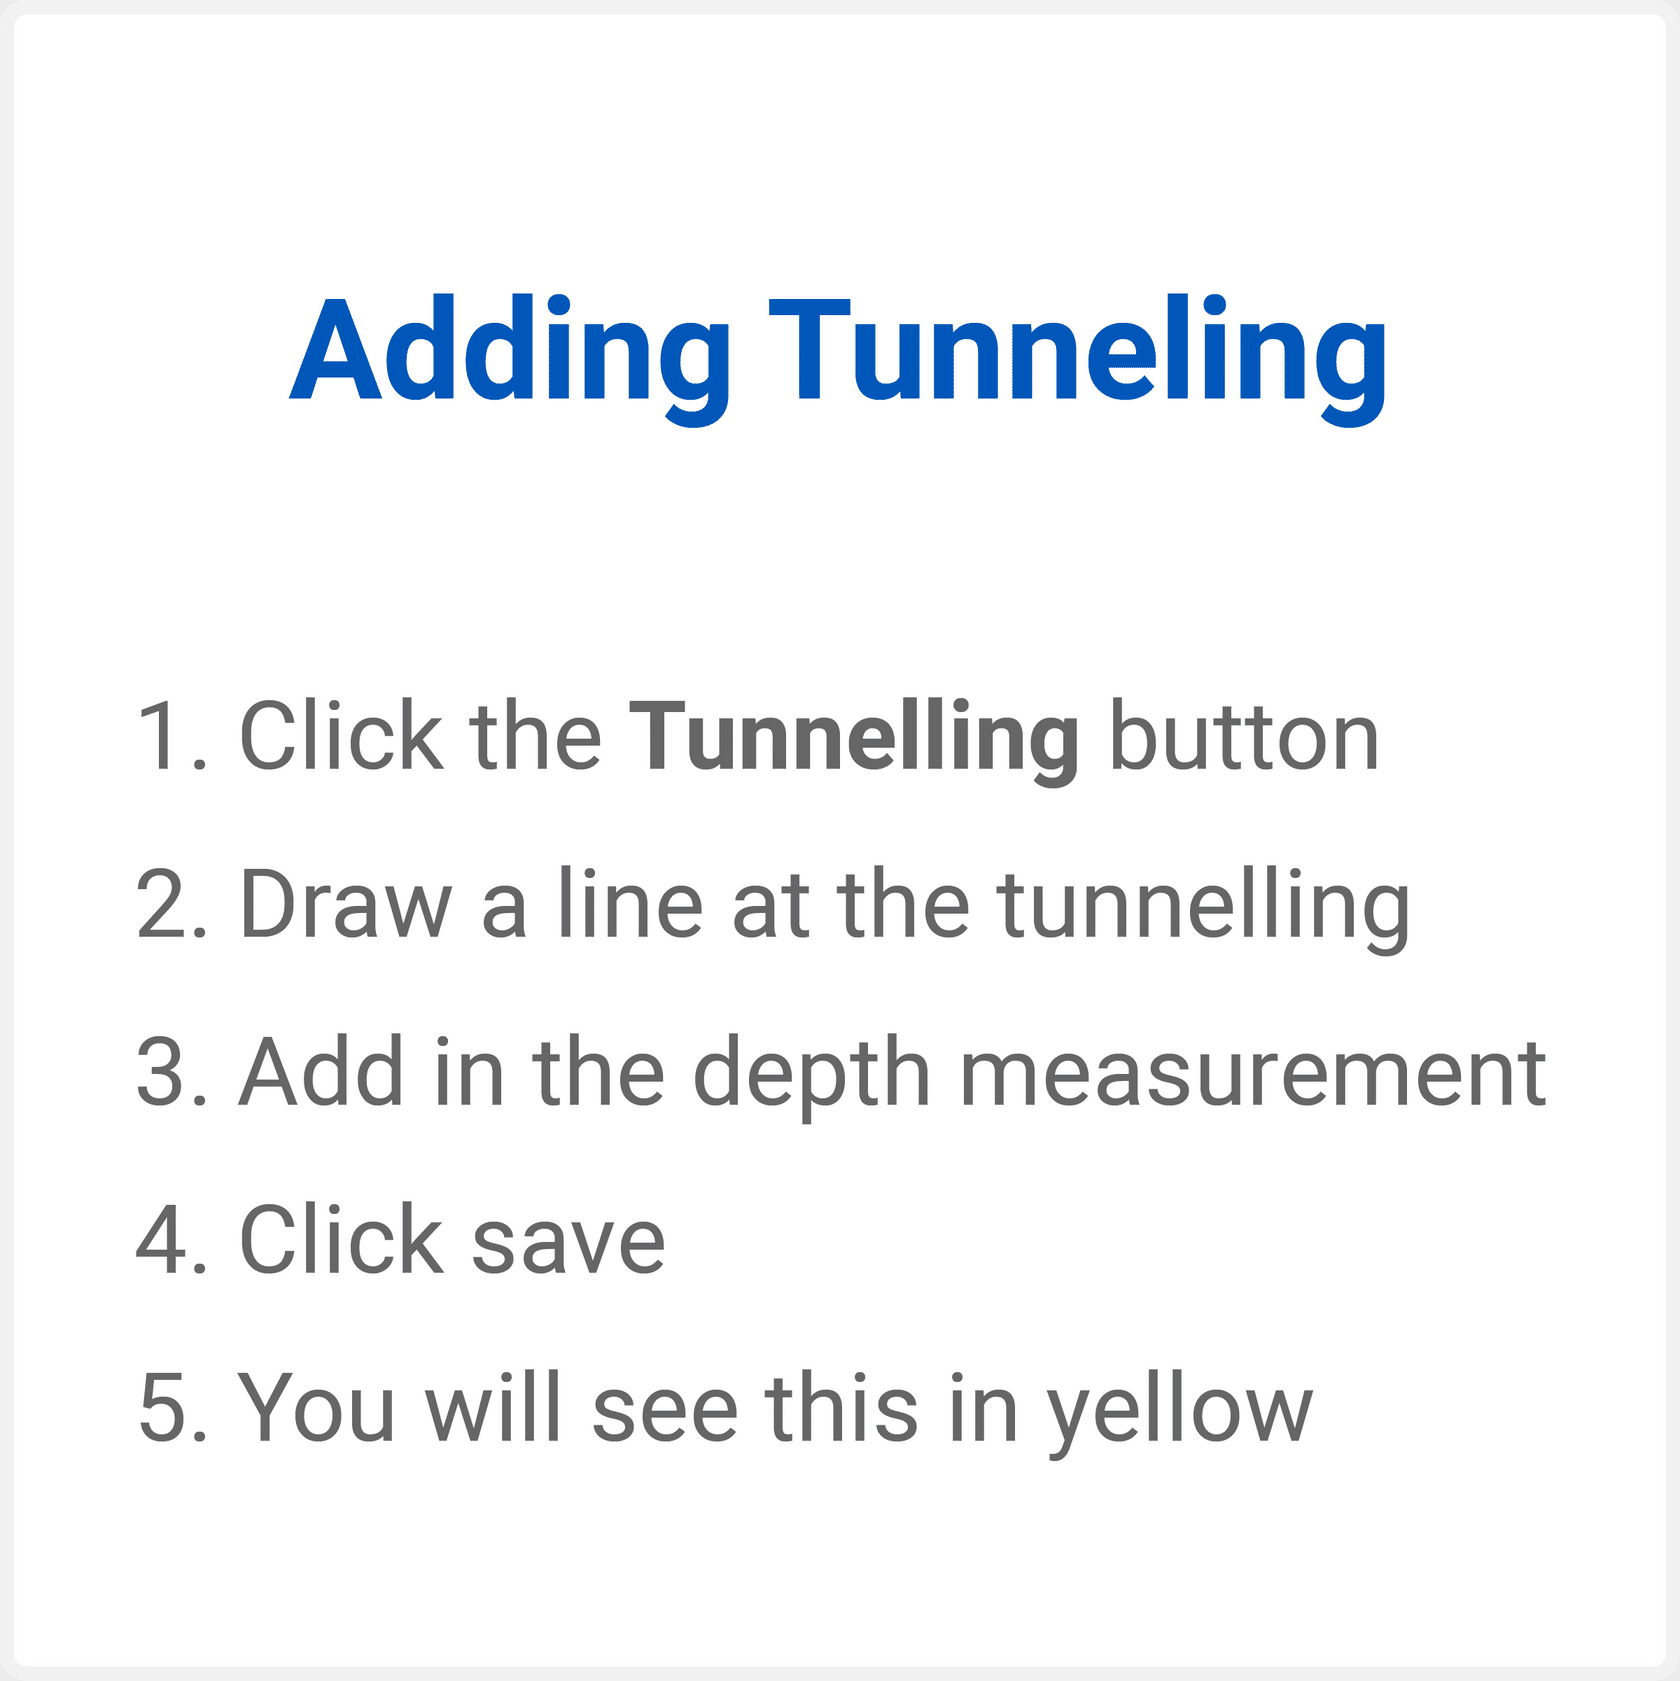 Adding Tunneling
1. Click the Tunnelling button
2. Draw a line at the tunnelling
3. Add in the depth measurement
4. Click save
5. You will see this in yellow